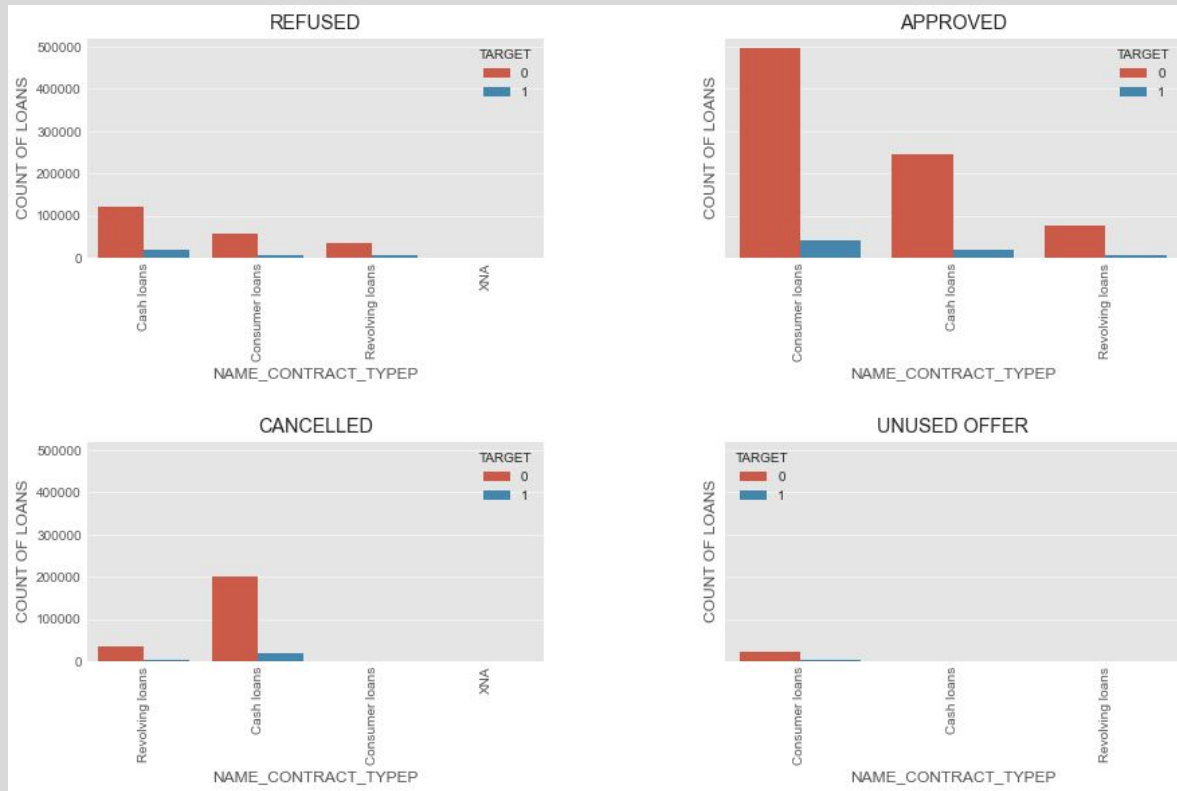 REFUSED
COUNT OF LOANS
500000
400000
300000
200000
100000
0
TARGET
0
1
Cash loans
Consumer loans
Revolving loans
XNA
NAME_CONTRACT_TYPEP
APPROVED
COUNT OF LOANS
TARGET
0
1
Consumer loans
Cash loans
Revolving loans
NAME_CONTRACT_TYPEP
CANCELLED
COUNT OF LOANS
500000
400000
300000
200000
100000
0
TARGET
0
1
Revolving loans
Cash loans
Consumer loans
XNA
NAME_CONTRACT_TYPEP
UNUSED OFFER
COUNT OF LOANS
TARGET
0
1
Consumer loans
Cash loans
Revolving loans
NAME_CONTRACT_TYPEP